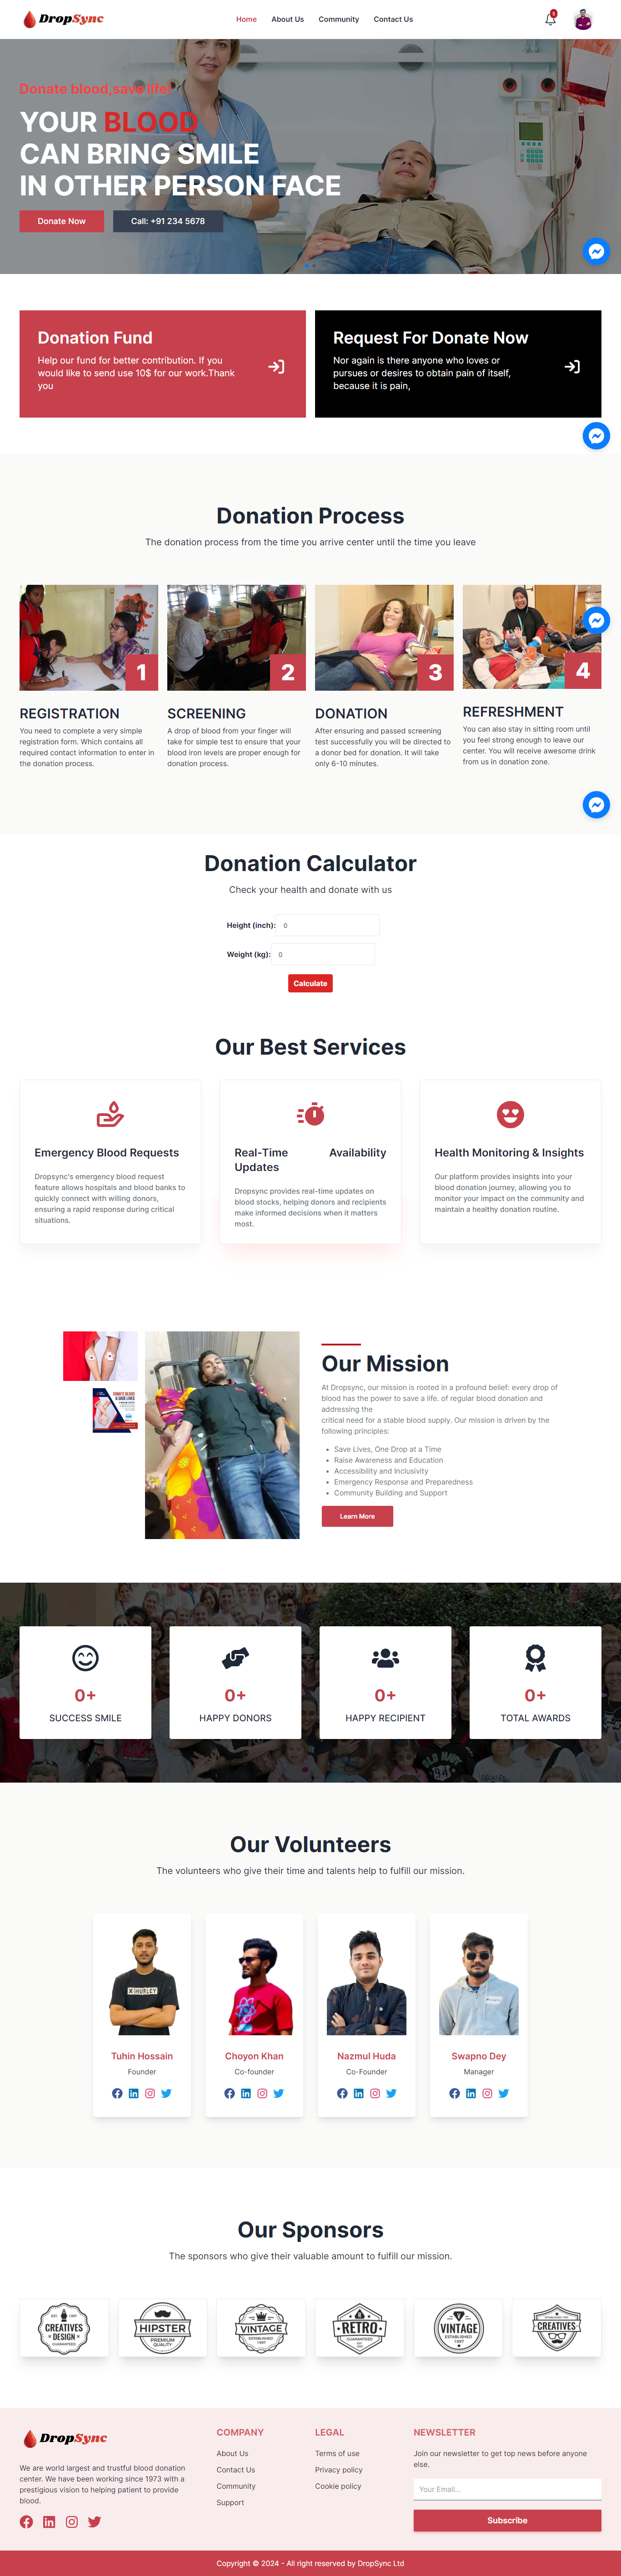 DropSync
Home About Us Community Contact Us
Donate blood,save life!
YOUR BLOOD
CAN BRING SMILE
IN OTHER PERSON FACE
Donate Now Call: +91 234 5678
Donation Fund
Help our fund for better contribution. If you
would like to send use 10$ for our work.Thank
you
Request For Donate Now
Nor again is there anyone who loves or
pursues or desires to obtain pain of itself,
because it is pain,
Donation Process
The donation process from the time you arrive center until the time you leave
1
REGISTRATION
You need to complete a very simple
registration form. Which contains all
required contact information to enter in
the donation process.
2
SCREENING
A drop of blood from your finger will
take for simple test to ensure that your
blood iron levels are proper enough for
donation process.
3
DONATION
After ensuring and passed screening
test successfully you will be directed to
a donor bed for donation. It will take
only 6-10 minutes.
4
REFRESHMENT
You can also stay in sitting room until
you feel strong enough to leave our
center. You will receive awesome drink
from us in donation zone.
Donation Calculator
Check your health and donate with us
Height (inch): 0
Weight (kg): 0
Calculate
Our Best Services
Emergency Blood Requests
Dropsync's emergency blood request
feature allows hospitals and blood banks to
quickly connect with willing donors,
ensuring a rapid response during critical
situations.
Real-Time Availability
Updates
Dropsync provides real-time updates on
blood stocks, helping donors and recipients
make informed decisions when it matters
most.
Health Monitoring & Insights
Our platform provides insights into your
blood donation journey, allowing you to
monitor your impact on the community and
maintain a healthy donation routine.
DONATE BLOOD
& SAVE LIVES
Our Mission
At Dropsync, our mission is rooted in a profound belief: every drop of
blood has the power to save a life. of regular blood donation and
addressing the
critical need for a stable blood supply. Our mission is driven by the
following principles:
• Save Lives, One Drop at a Time
• Raise Awareness and Education
• Accessibility and Inclusivity
• Emergency Response and Preparedness
• Community Building and Support
Learn More
0+
SUCCESS SMILE
0+
HAPPY DONORS
0+
HAPPY RECIPIENT
0+
TOTAL AWARDS
Our Volunteers
The volunteers who give their time and talents help to fulfill our mission.
HURLEY
Tuhin Hossain
Founder
Choyon Khan
Co-founder
Nazmul Huda
Co-Founder
Swapno Dey
Manager
Our Sponsors
The sponsors who give their valuable amount to fulfill our mission.
EST 1997
CREATIVES
DESIGN
GUARANTEED
HIPSTER
PREMIUM
QUALITY
VINTAGE
ESTABLISHED
1997
RETRO
GUARANTEED
VINTAGE
ESTABLISHED
1997
CREATIVES
DropSync
We are world largest and trustful blood donation
center. We have been working since 1973 with a
prestigious vision to helping patient to provide
blood.
COMPANY
About Us
Contact Us
Community
Support
LEGAL
Terms of use
Privacy policy
Cookie policy
NEWSLETTER
Join our newsletter to get top news before anyone
else.
Your Email...
Subscribe
Copyright © 2024 - All right reserved by DropSync Ltd